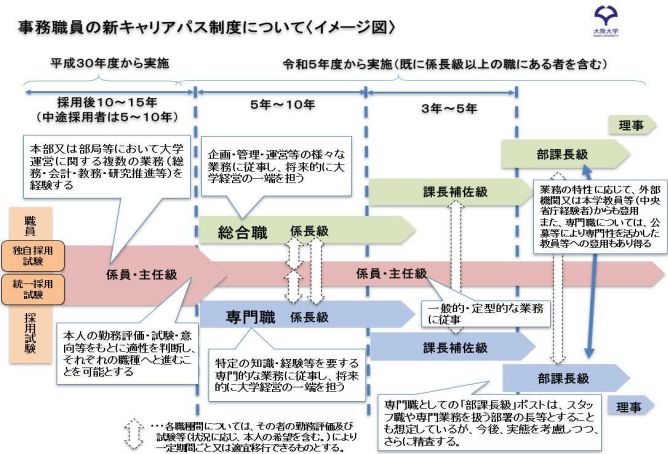 事務職員の新キャリアパス制度について〈イメージ図〉
大阪大学
平成30年度から実施
令和5年度から実施(既に係長級以上の職にある者を含む)
採用後10～15年
(中途採用者は5～10年)
5年～10年
3年～5年
理事
部課長級
本部又は部局等において大学
運営に関する複数の業務(総
務・会計・教務・研究推進等)を
経験する
企画・管理・運営等の様々な
業務に従事し、将来的に大
学経営の一端を担う
課長補佐級
業務の特性に応じて、外部
機関又は本学教員等(中央
省庁経験者)からも登用
また、専門職については、公
募等により専門性を活かした
教員等への登用もあり得る
職員
総合職 係長級
独自採用
試験
係員・主任級
係員・主任級
統一採用
試験
採用試験
専門職 係長級
一般的・定型的な業務
に従事
本人の勤務評価・試験・意
向等をもとに適性を判断し、
それぞれの職種へと進むこ
とを可能とする
特定の知識・経験等を要する
専門的な業務に従事し、将来
的に大学経営の一端を担う
課長補佐級
部課長級
専門職としての「部課長級」ポストは、スタッ
フ職や専門業務を扱う部署の長等とすること
も想定しているが、今後、実態を考慮しつつ、
さらに精査する。
理事
・・・各職種間については、その者の勤務評価及び
試験等(状況に応じ、本人の希望を含む。)により
一定期間ごと又は適宜移行できるものとする。